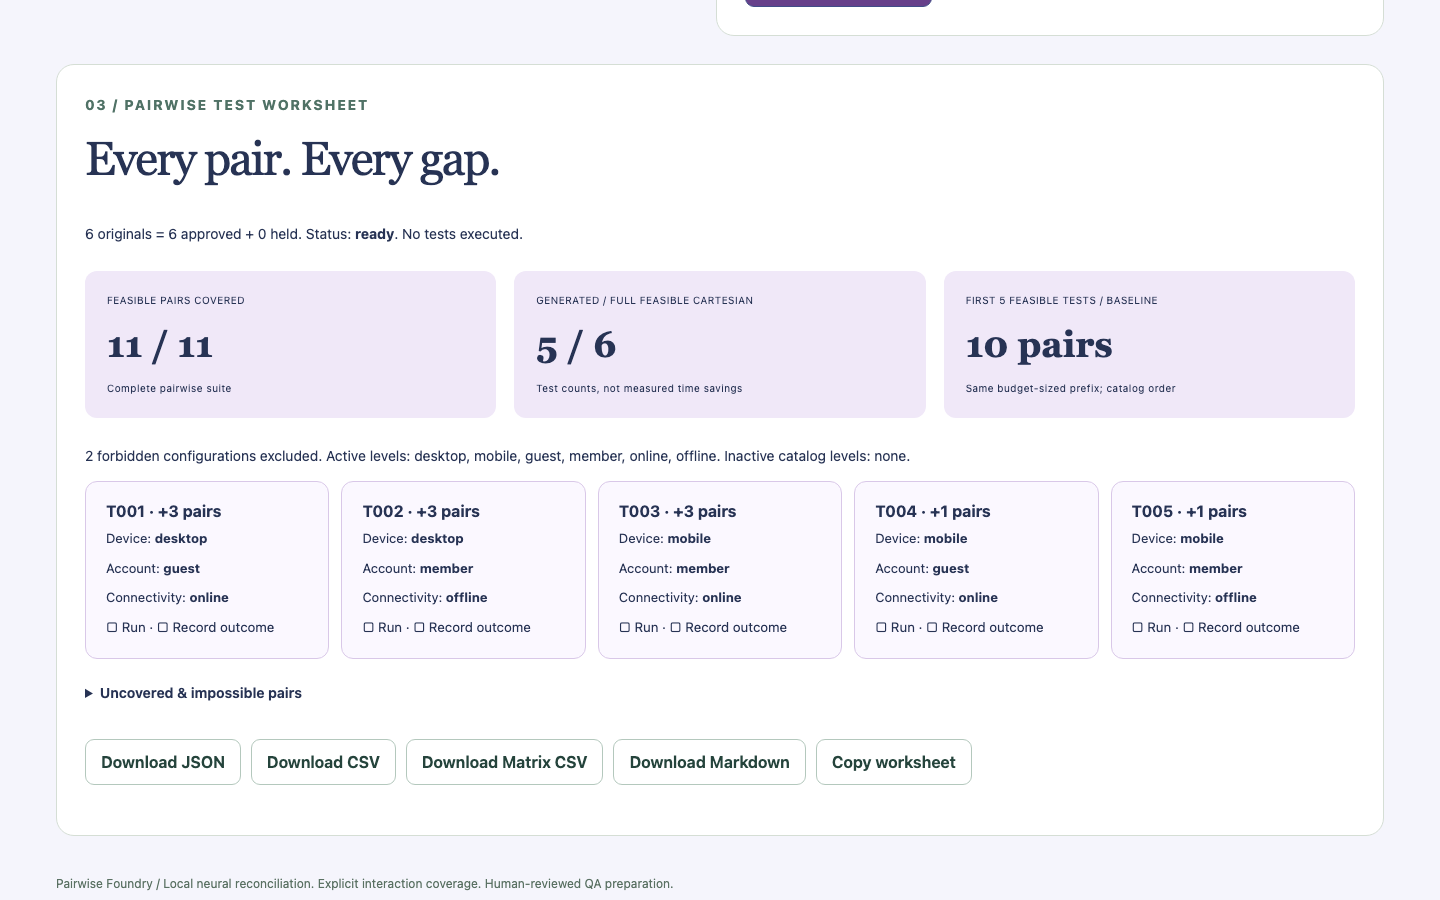 03 / PAIRWISE TEST WORKSHEET
Every pair. Every gap.
6 originals = 6 approved + 0 held. Status: ready. No tests executed.
FEASIBLE PAIRS COVERED
11 / 11
Complete pairwise suite
GENERATED / FULL FEASIBLE CARTESIAN
5 / 6
Test counts, not measured time savings
FIRST 5 FEASIBLE TESTS / BASELINE
10 pairs
Same budget-sized prefix; catalog order
2 forbidden configurations excluded. Active levels: desktop, mobile, guest, member, online, offline. Inactive catalog levels: none.
T001 · +3 pairs
Device: desktop
Account: guest
Connectivity: online
☐ Run · ☐ Record outcome
T002 · +3 pairs
Device: desktop
Account: member
Connectivity: offline
☐ Run · ☐ Record outcome
T003 · +3 pairs
Device: mobile
Account: member
Connectivity: online
☐ Run · ☐ Record outcome
T004 · +1 pairs
Device: mobile
Account: guest
Connectivity: online
☐ Run · ☐ Record outcome
T005 · +1 pairs
Device: mobile
Account: member
Connectivity: offline
☐ Run · ☐ Record outcome
▶ Uncovered & impossible pairs
Download JSON
Download CSV
Download Matrix CSV
Download Markdown
Copy worksheet
Pairwise Foundry / Local neural reconciliation. Explicit interaction coverage. Human-reviewed QA preparation.